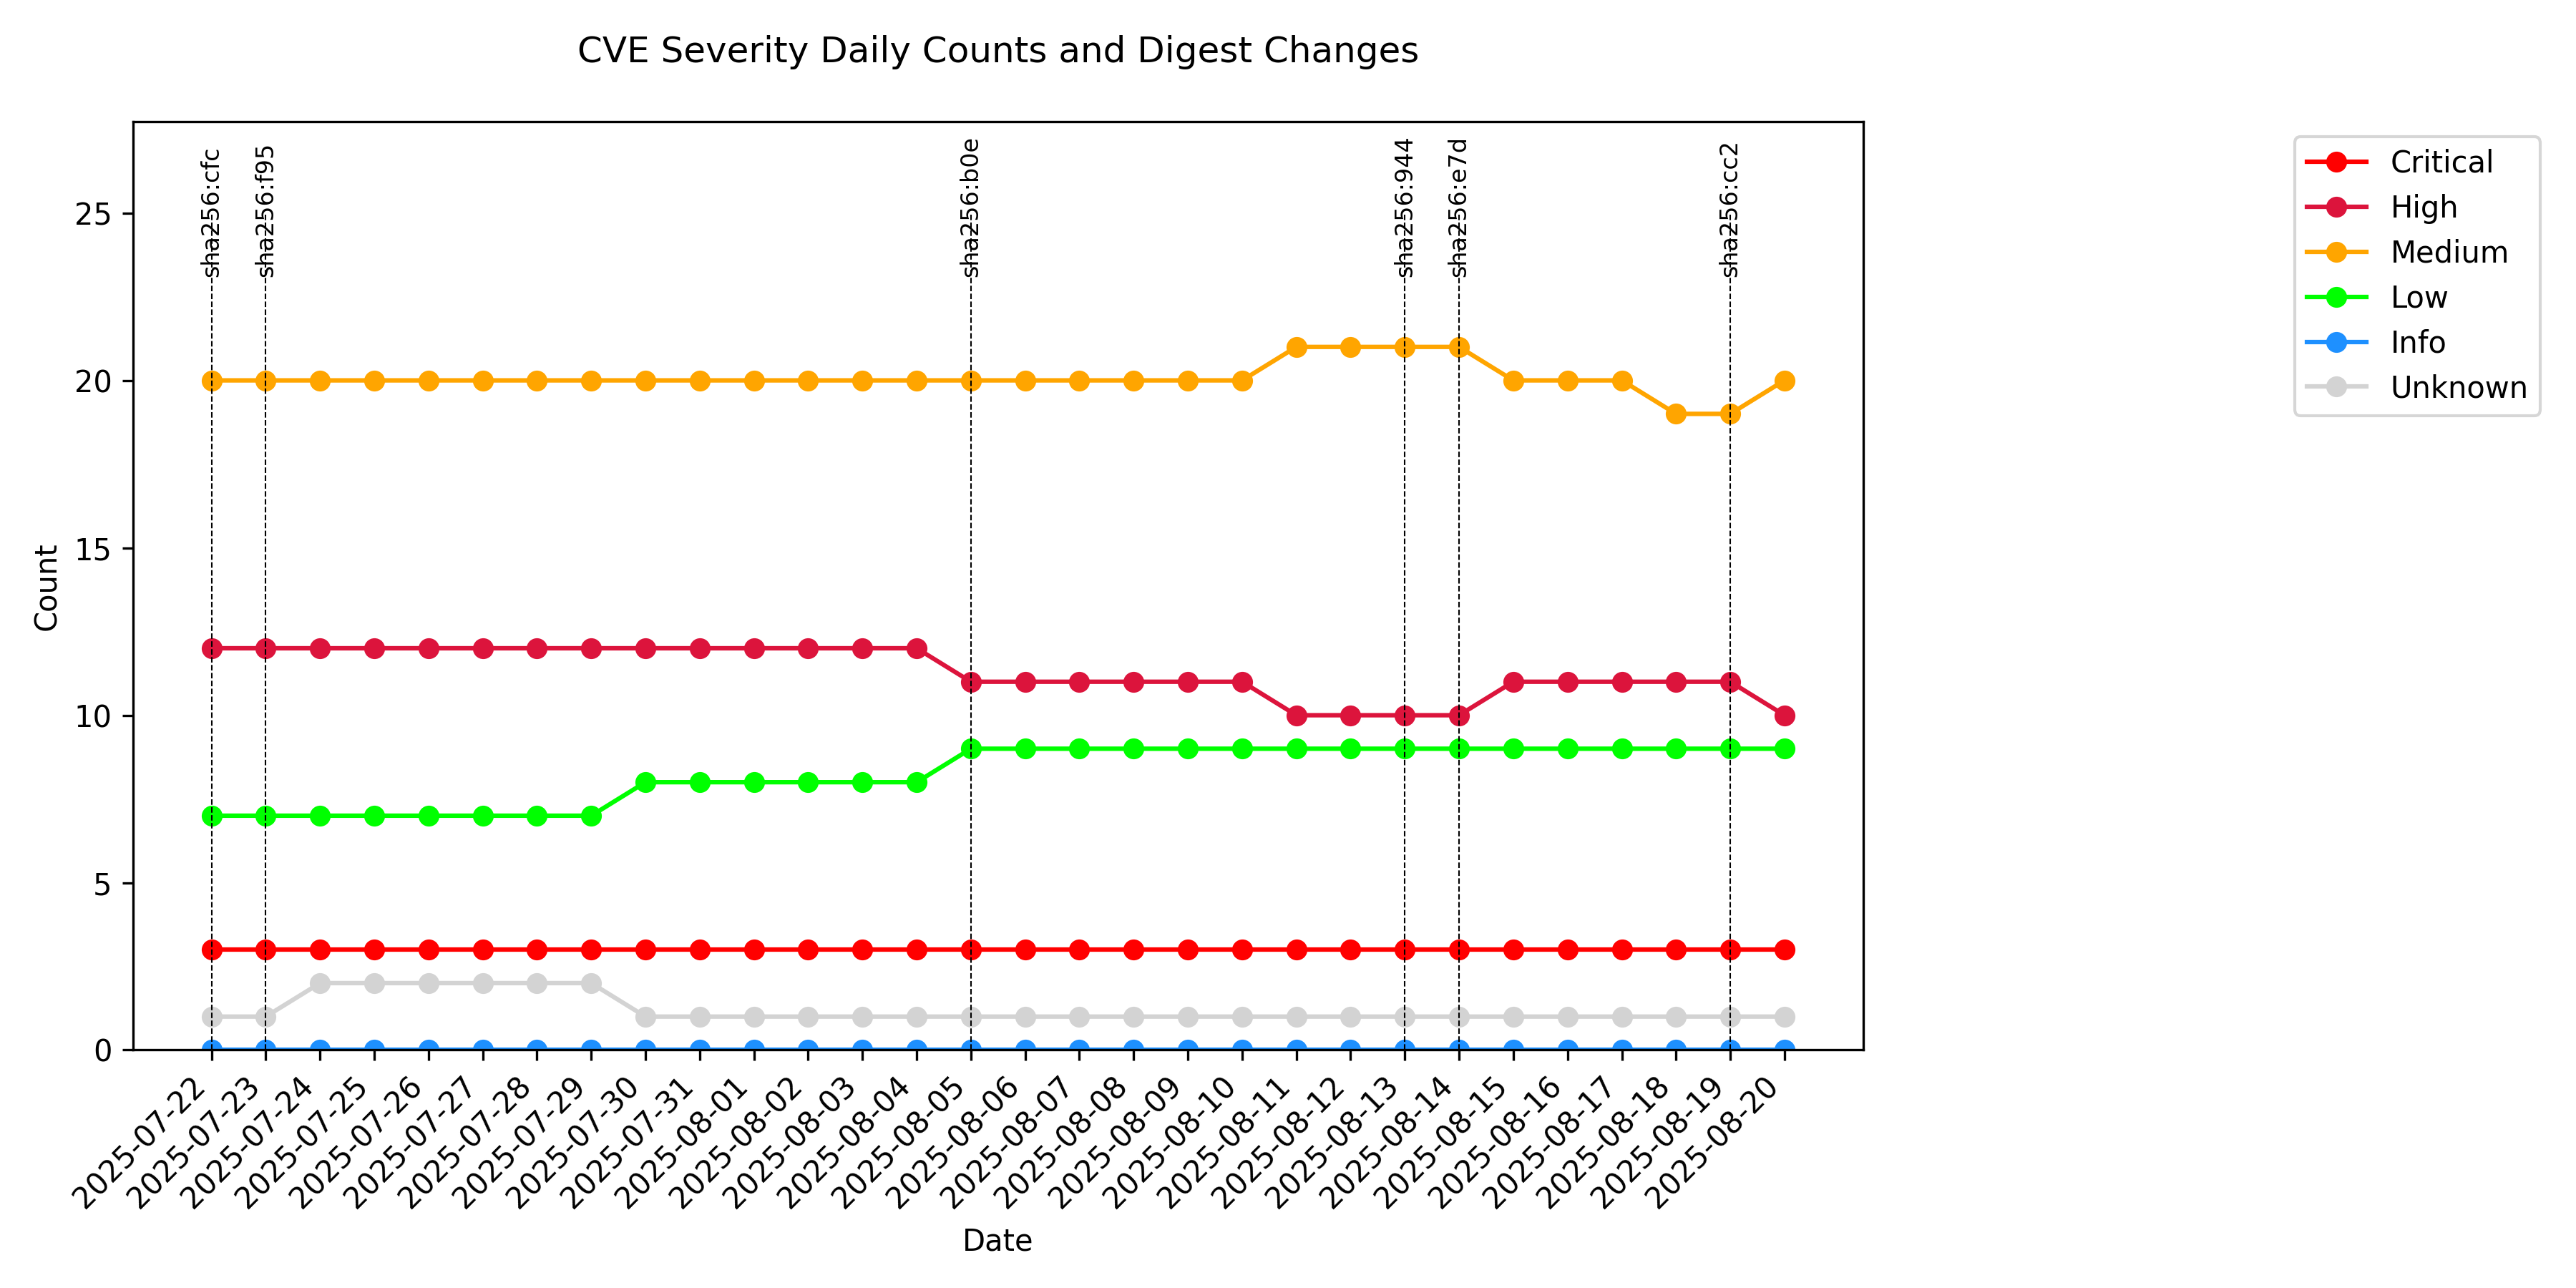 CVE Severity Daily Counts and Digest Changes
sha256:cfc
sha256:f95
sha256:b0e
sha256:944
sha256:e7d
sha256:cc2
Critical
High
Medium
Low
Info
Unknown
25
20
15
10
5
0
Count
2025-07-22
2025-07-23
2025-07-24
2025-07-25
2025-07-26
2025-07-27
2025-07-28
2025-07-29
2025-07-30
2025-07-31
2025-08-01
2025-08-02
2025-08-03
2025-08-04
2025-08-05
2025-08-06
2025-08-07
2025-08-08
2025-08-09
2025-08-10
2025-08-11
2025-08-12
2025-08-13
2025-08-14
2025-08-15
2025-08-16
2025-08-17
2025-08-18
2025-08-19
2025-08-20
Date